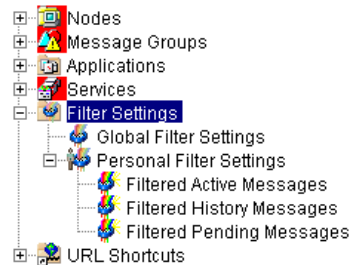 Nodes
Message Groups
Applications
Services
Filter Settings
Global Filter Settings
Personal Filter Settings
Filtered Active Messages
Filtered History Messages
Filtered Pending Messages
URL Shortcuts